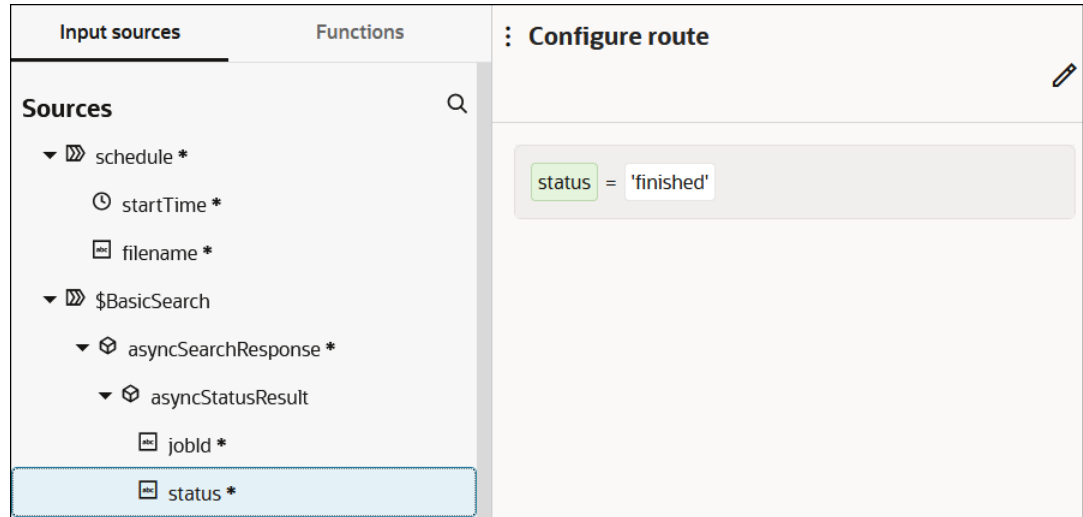 Input sources
Functions
Sources
schedule *
startTime *
filename *
$BasicSearch
asyncSearchResponse *
asyncStatusResult
jobId *
status *
Configure route
status = 'finished'